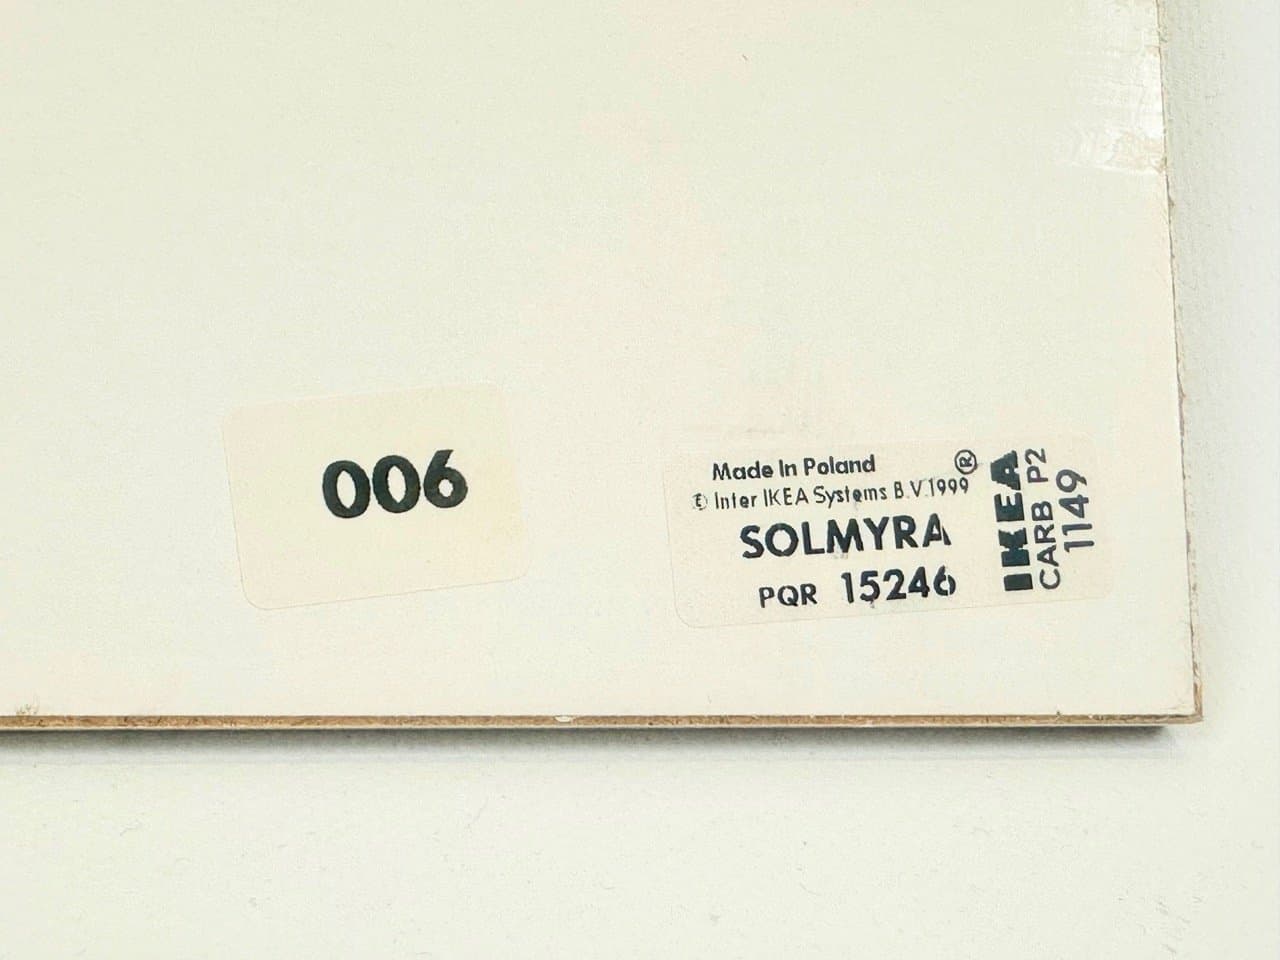 006
Made In Poland
© Inter IKEA Systems B.V.1999
SOLMYRA
PQR 15246
®
IKEA
CARB P2
1149